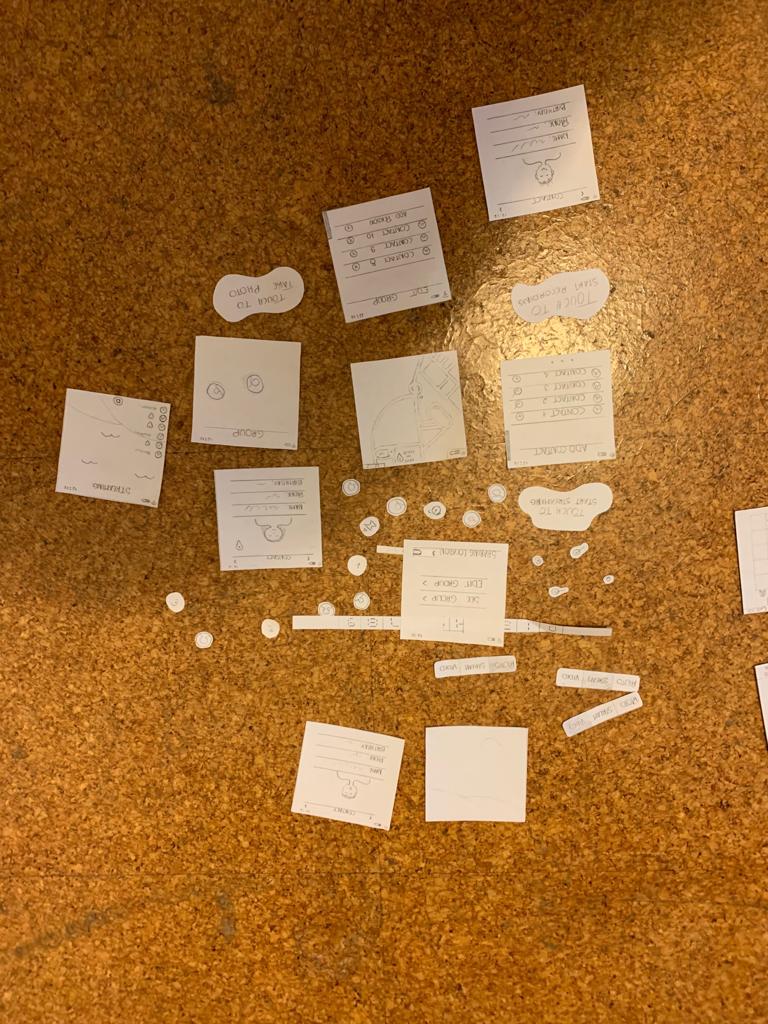 CONTACT
NAME
PHONE
BIRTHDAY
PHOTO STREAM VIDEO
PHOTO STREAM VIDEO
PHOTO STREAM VIDEO
7 8 9
SEE GROUP >
EDIT GROUP >
SHARING LOCATION
CONTACT
NAME
PHONE
BIRTHDAY
TOUCH TO
START STREAMING
STREAMING
ADD CONTACT
CONTACT 1
CONTACT 2
CONTACT 3
CONTACT 4
GROUP
TOUCH TO
START RECORDING
EDIT GROUP
CONTACT 8
CONTACT 9
CONTACT 10
ADD PERSON
TOUCH TO
TAKE PHOTO
CONTACT
NAME
PHONE
BIRTHDAY